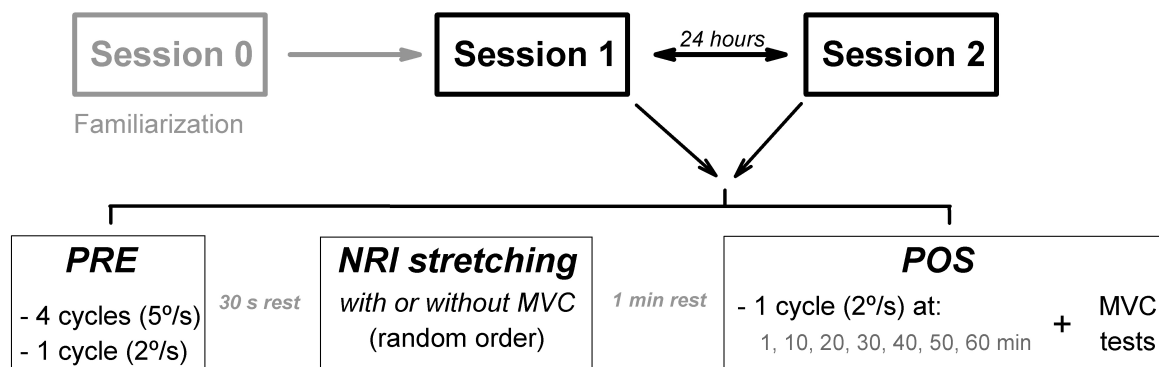 Session 0
24 hours
Session 1
Session 2
Familiarization
PRE
- 4 cycles (5º/s)
- 1 cycle (2º/s)
30 s rest
NRI stretching
with or without MVC
(random order)
1 min rest
POS
- 1 cycle (2º/s) at:
1, 10, 20, 30, 40, 50, 60 min
+
MVC
tests